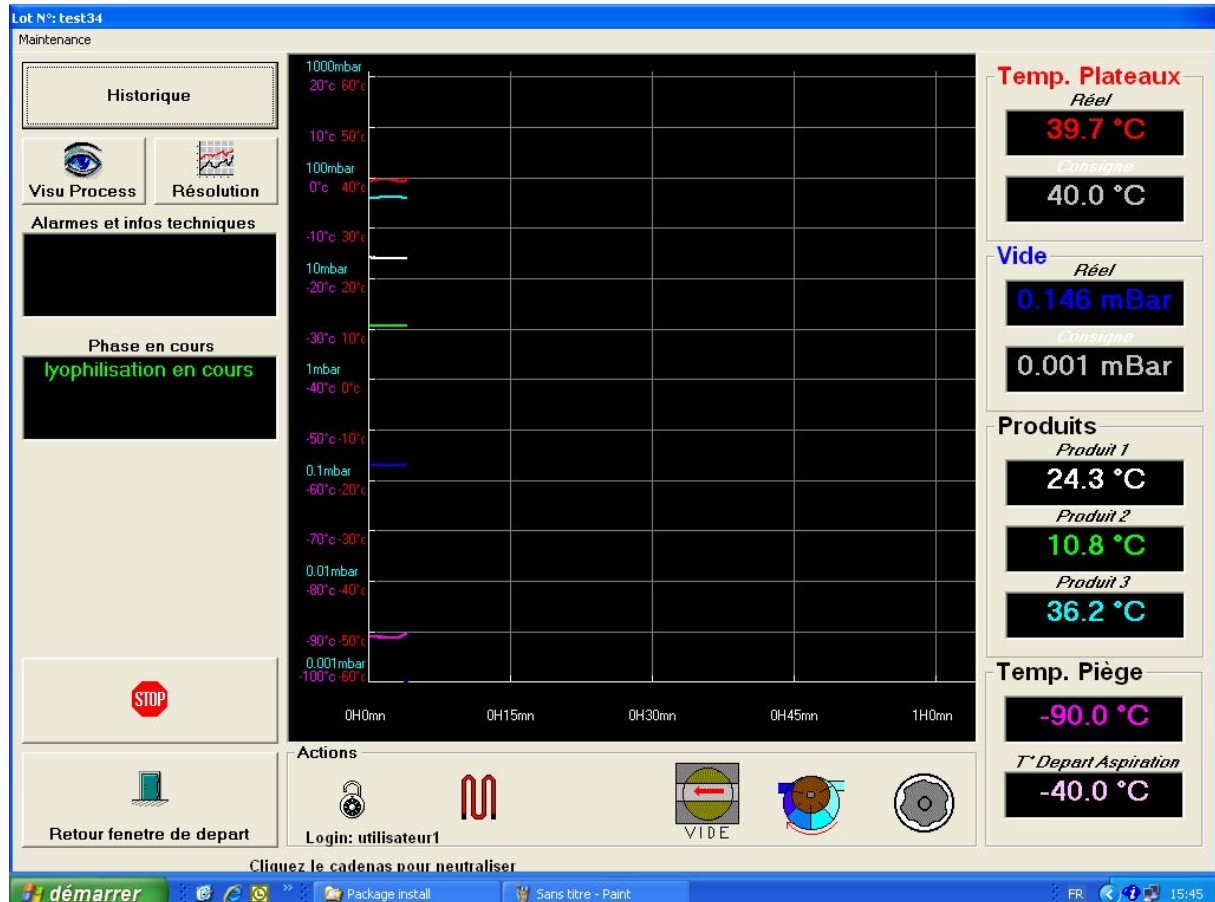 Lot N°: test34
Maintenance
Historique
Visu Process
Résolution
Alarmes et infos techniques
Phase en cours
lyophilisation en cours
STOP
Retour fenetre de depart
1000mbar
20°c 60°c
10°c 50°c
100mbar
0°c 40°c
-10°c 30°c
10mbar
-20°c 20°c
-30°c 10°c
1mbar
-40°c 0°c
-50°c -10°c
0.1mbar
-60°c -20°c
-70°c -30°c
0.01mbar
-80°c -40°c
-90°c -50°c
0.001mbar
-100°c -60°c
0H0mn 0H15mn 0H30mn 0H45mn 1H0mn
Actions
Login: utilisateur1
VIDE
Cliquez le cadenas pour neutraliser
Temp. Plateaux
Réel
39.7 °C
Consigne
40.0 °C
Vide
Réel
0.146 mBar
Consigne
0.001 mBar
Produits
Produit 1
24.3 °C
Produit 2
10.8 °C
Produit 3
36.2 °C
Temp. Piège
-90.0 °C
T° Depart Aspiration
-40.0 °C
démarrer
Package install
Sans titre - Paint
FR
15:45